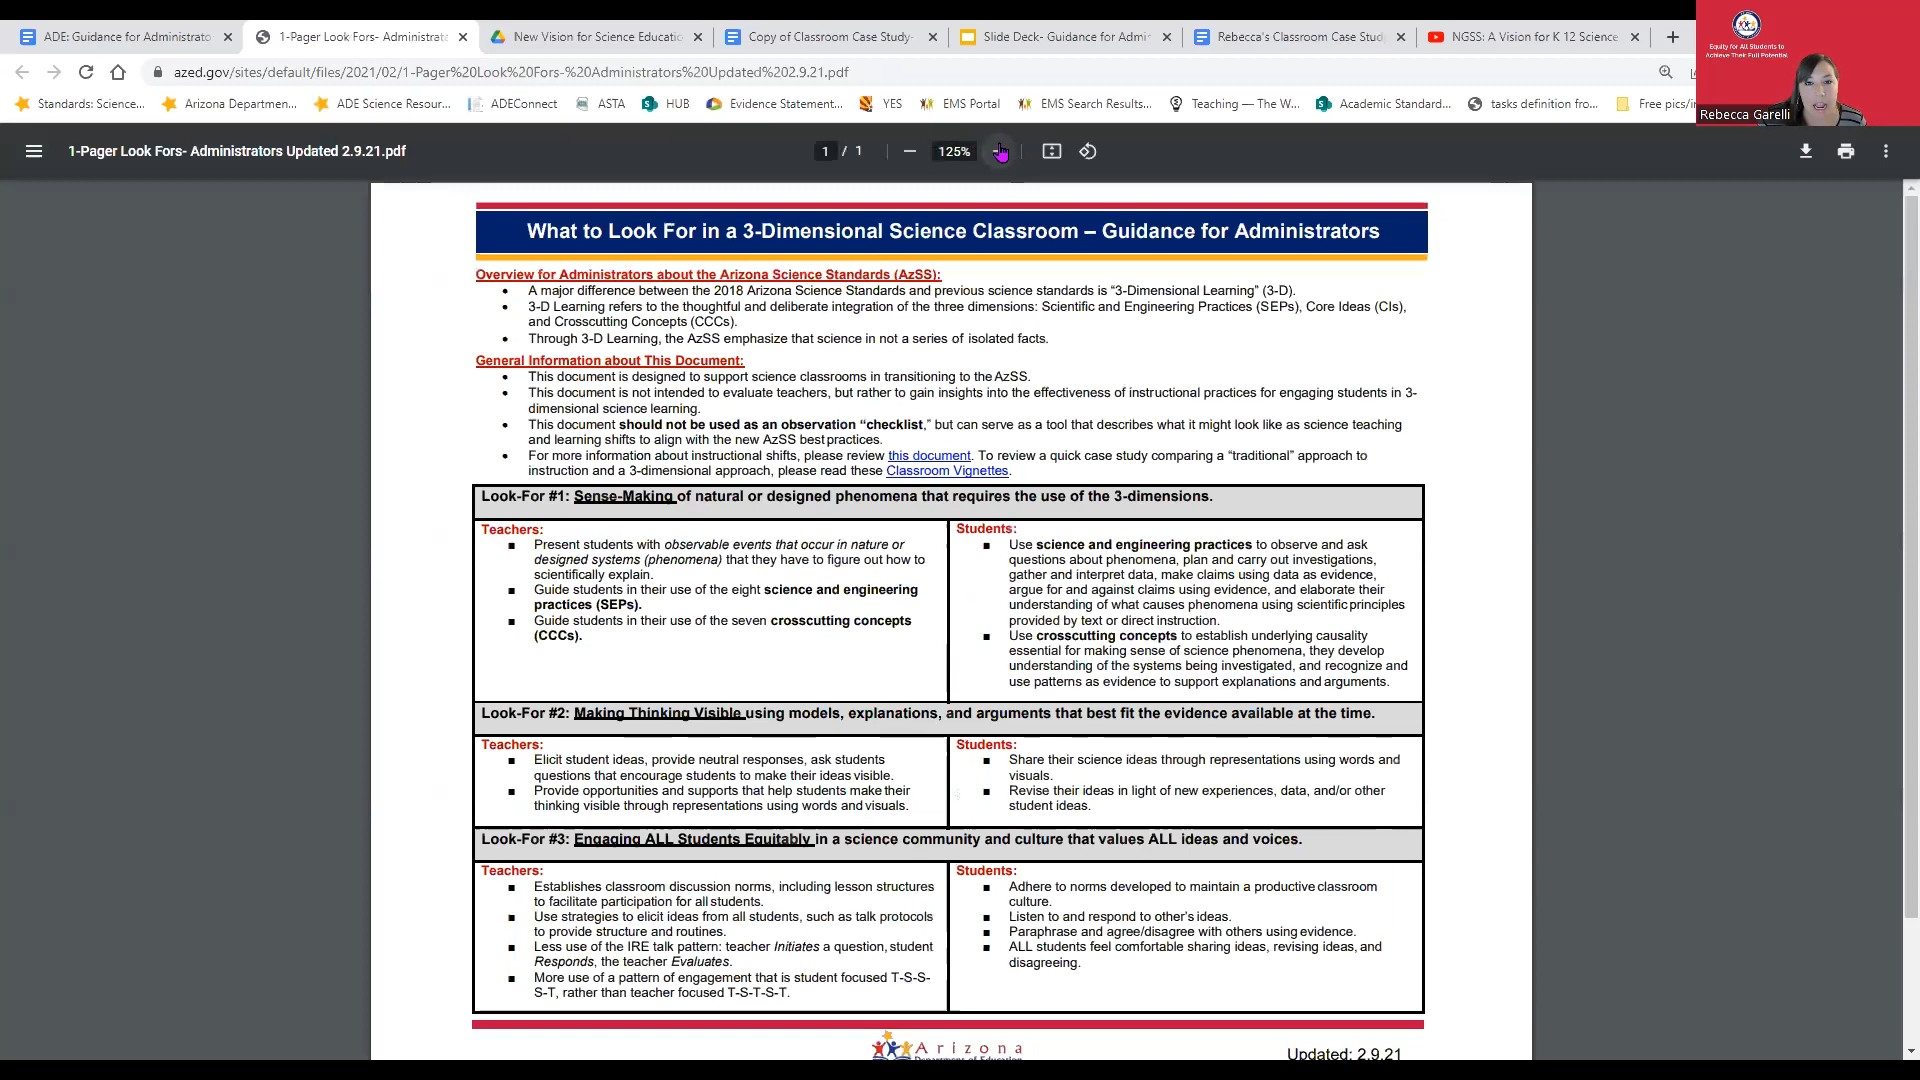 ADE: Guidance for Administrato
1-Pager Look Fors- Administrato
New Vision for Science Educatio
Copy of Classroom Case Study-
Slide Deck- Guidance for Admir
Rebecca's Classroom Case Stud
NGSS: A Vision for K 12 Science
azed.gov/sites/default/files/2021/02/1-Pager%20Look%20Fors-%20Administrators%20Updated%202.9.21.pdf
Standards: Science...
Arizona Departmen...
ADE Science Resour...
ADEConnect
ASTA
HUB
Evidence Statement...
YES
EMS Portal
EMS Search Results...
Teaching — The W...
Academic Standard...
tasks definition fro...
Free pics/
Equity for All Students to
Achieve Their Full Potential
Rebecca Garelli
1-Pager Look Fors- Administrators Updated 2.9.21.pdf
1 / 1
125%
What to Look For in a 3-Dimensional Science Classroom – Guidance for Administrators
Overview for Administrators about the Arizona Science Standards (AzSS):
• A major difference between the 2018 Arizona Science Standards and previous science standards is “3-Dimensional Learning” (3-D).
• 3-D Learning refers to the thoughtful and deliberate integration of the three dimensions: Scientific and Engineering Practices (SEPs), Core Ideas (CIs),
and Crosscutting Concepts (CCCs).
• Through 3-D Learning, the AzSS emphasize that science in not a series of isolated facts.
General Information about This Document:
• This document is designed to support science classrooms in transitioning to the AzSS.
• This document is not intended to evaluate teachers, but rather to gain insights into the effectiveness of instructional practices for engaging students in 3-
dimensional science learning.
• This document should not be used as an observation “checklist,” but can serve as a tool that describes what it might look like as science teaching
and learning shifts to align with the new AzSS best practices.
• For more information about instructional shifts, please review this document. To review a quick case study comparing a “traditional” approach to
instruction and a 3-dimensional approach, please read these Classroom Vignettes.
Look-For #1: Sense-Making of natural or designed phenomena that requires the use of the 3-dimensions.
Teachers:
■ Present students with observable events that occur in nature or
designed systems (phenomena) that they have to figure out how to
scientifically explain.
■ Guide students in their use of the eight science and engineering
practices (SEPs).
■ Guide students in their use of the seven crosscutting concepts
(CCCs).
Students:
■ Use science and engineering practices to observe and ask
questions about phenomena, plan and carry out investigations,
gather and interpret data, make claims using data as evidence,
argue for and against claims using evidence, and elaborate their
understanding of what causes phenomena using scientific principles
provided by text or direct instruction.
■ Use crosscutting concepts to establish underlying causality
essential for making sense of science phenomena, they develop
understanding of the systems being investigated, and recognize and
use patterns as evidence to support explanations and arguments.
Look-For #2: Making Thinking Visible using models, explanations, and arguments that best fit the evidence available at the time.
Teachers:
■ Elicit student ideas, provide neutral responses, ask students
questions that encourage students to make their ideas visible.
■ Provide opportunities and supports that help students make their
thinking visible through representations using words and visuals.
Students:
■ Share their science ideas through representations using words and
visuals.
■ Revise their ideas in light of new experiences, data, and/or other
student ideas.
Look-For #3: Engaging ALL Students Equitably in a science community and culture that values ALL ideas and voices.
Teachers:
■ Establishes classroom discussion norms, including lesson structures
to facilitate participation for all students.
■ Use strategies to elicit ideas from all students, such as talk protocols
to provide structure and routines.
■ Less use of the IRE talk pattern: teacher Initiates a question, student
Responds, the teacher Evaluates.
■ More use of a pattern of engagement that is student focused T-S-S-
S-T, rather than teacher focused T-S-T-S-T.
Students:
■ Adhere to norms developed to maintain a productive classroom
culture.
■ Listen to and respond to other’s ideas.
■ Paraphrase and agree/disagree with others using evidence.
■ ALL students feel comfortable sharing ideas, revising ideas, and
disagreeing.
Arizona
Department of Education
Updated: 2.9.21